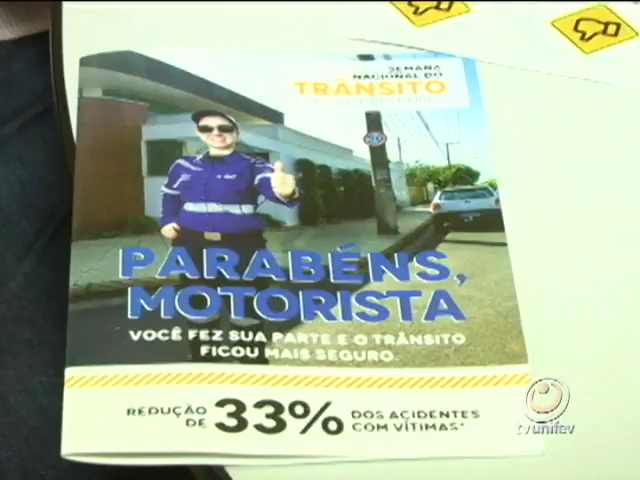 SEMANA
NACIONAL DO
TRÂNSITO
PARABÉNS,
MOTORISTA
VOCÊ FEZ SUA PARTE E O TRÂNSITO
FICOU MAIS SEGURO.
REDUÇÃO
DE 33% DOS ACIDENTES
COM VÍTIMAS*
tvunifev